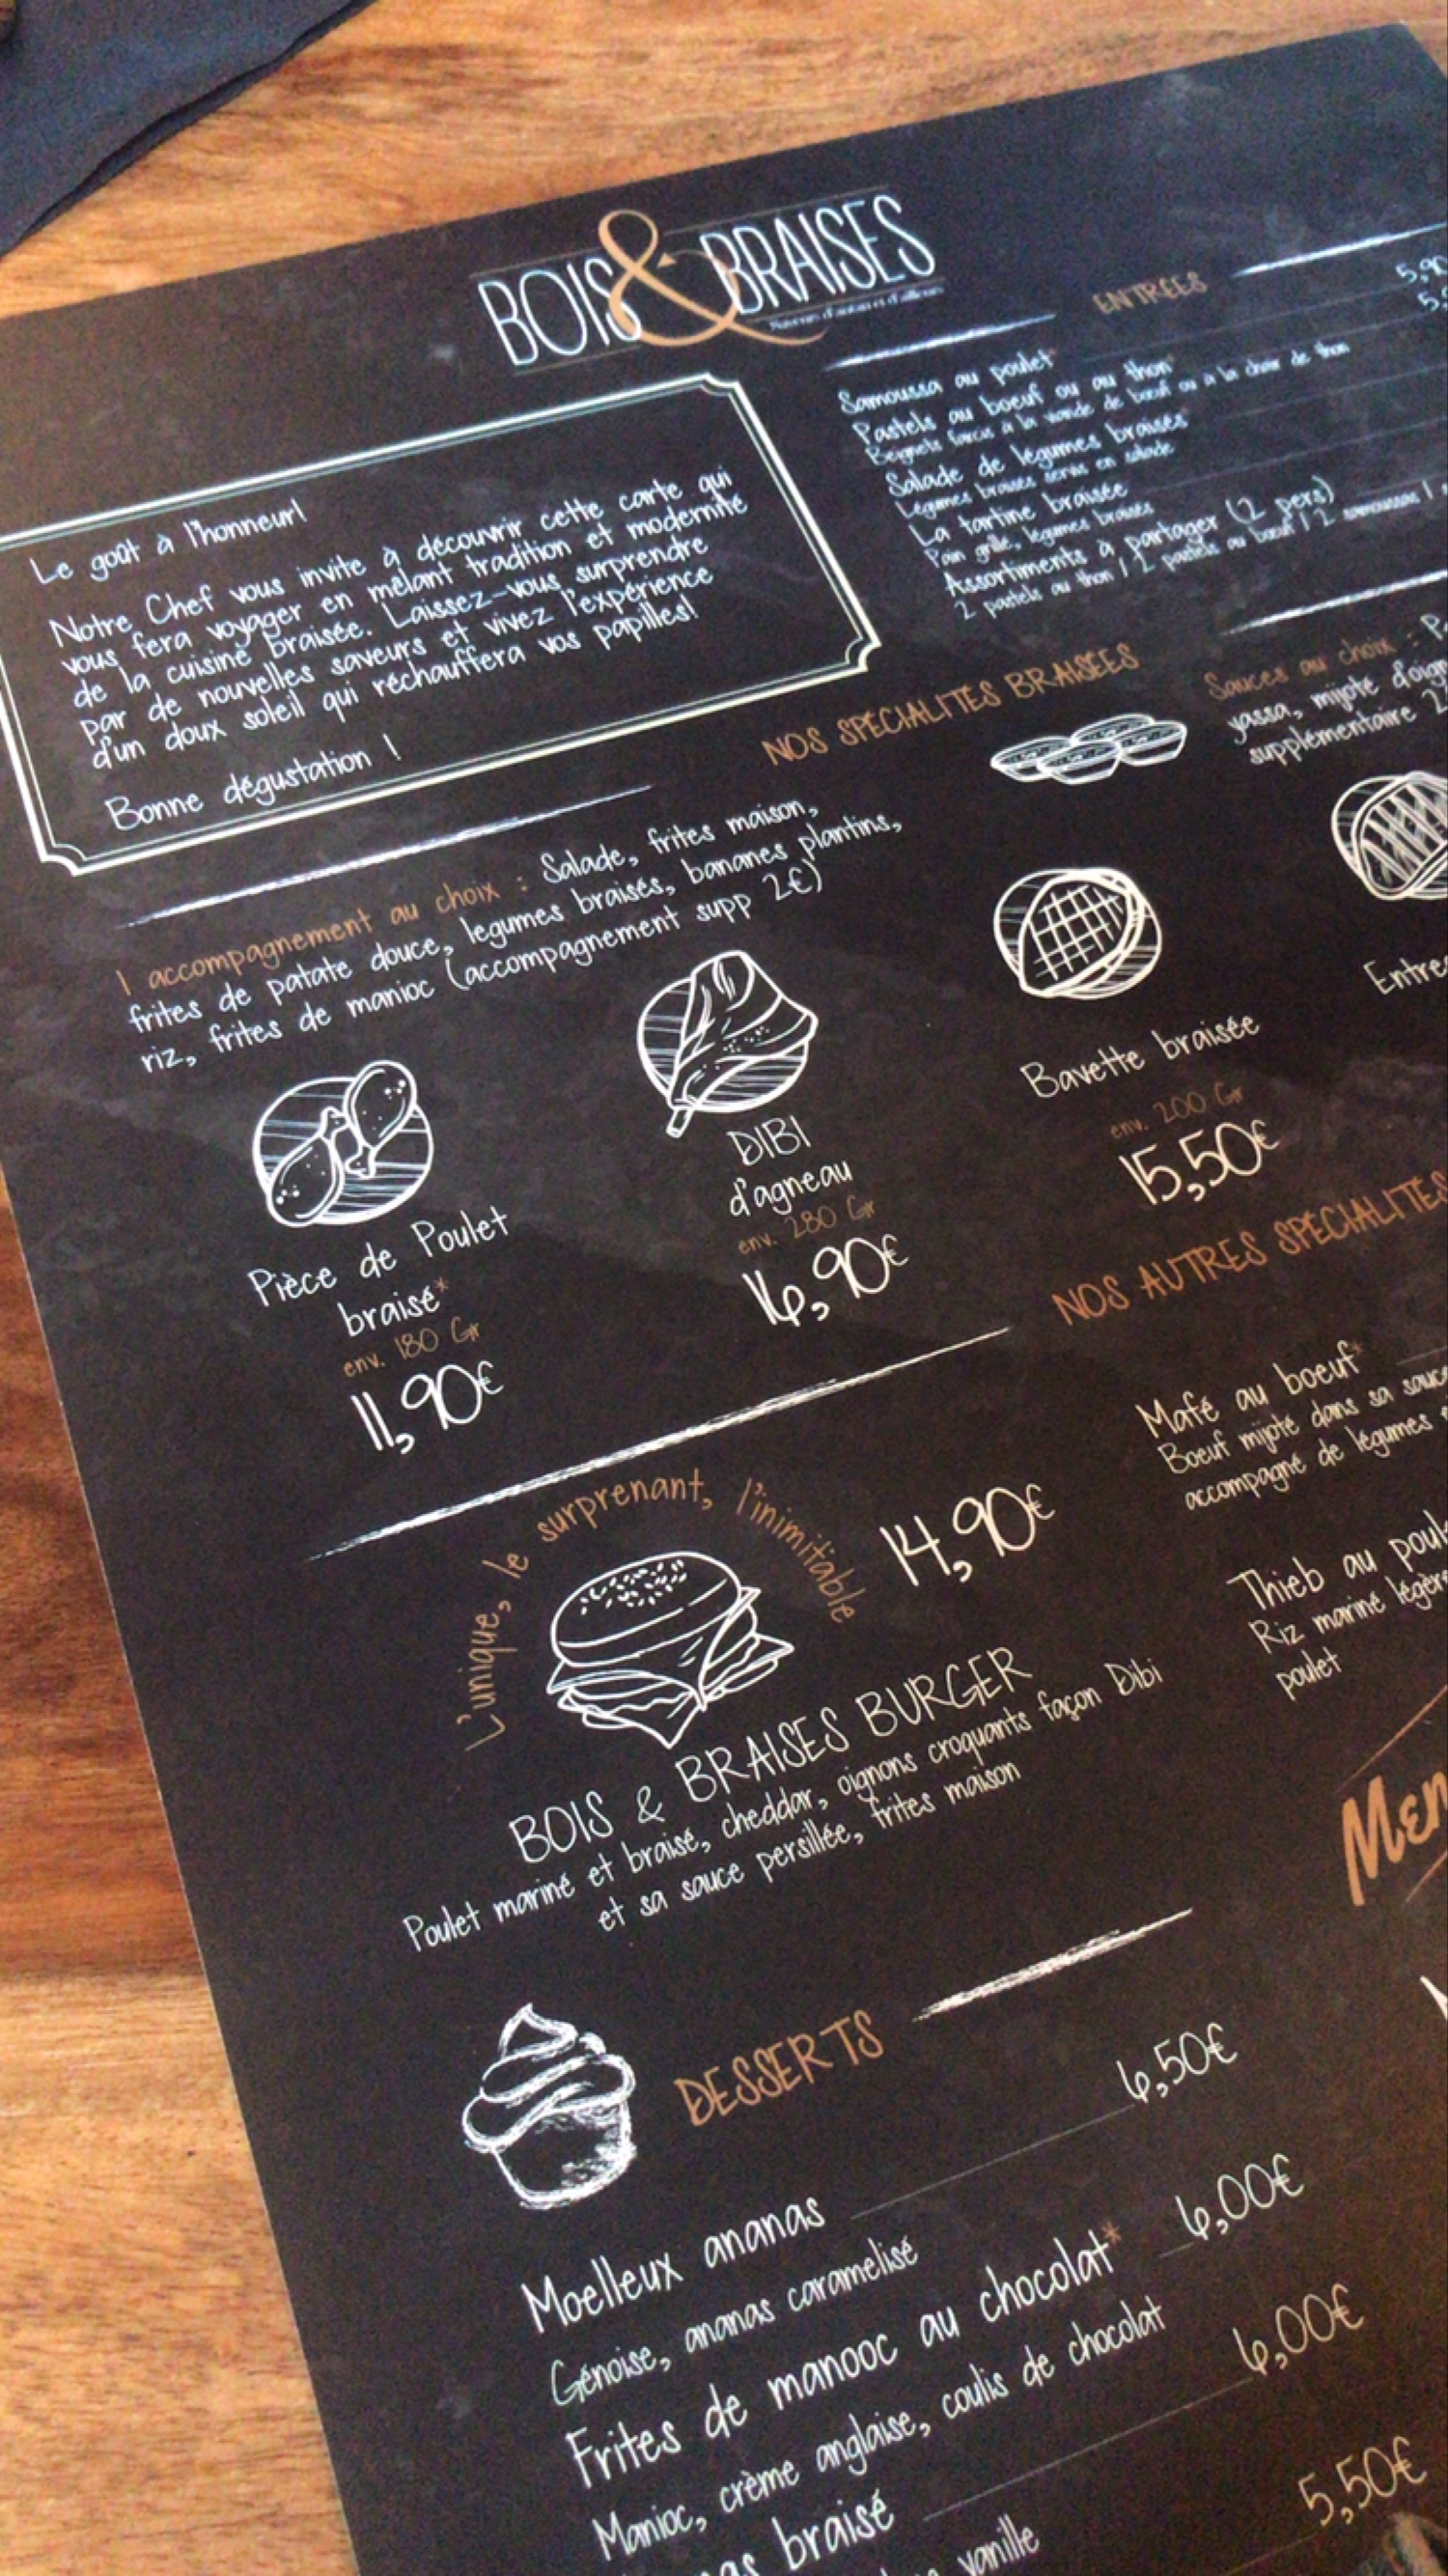 BOIS & BRAISES
Le goût à l'honneur!
Notre Chef vous invite à découvrir cette carte qui
vous fera voyager en mêlant tradition et modernité
de la cuisine braisée. Laissez-vous surprendre
par de nouvelles saveurs et vivez l'expérience
d'un doux soleil qui réchauffera vos papilles!
Bonne dégustation !
ENTREES
Samoussa au poulet
5,90
Pastels au boeuf ou au thon
Beignets farcis à la viande de boeuf ou à la chair de thon
Salade de légumes braisés
Légumes braisés servis en salade
La tartine braisée
Pain grillé, légumes braisés
Assortiments à partager (2 pers)
2 pastels au thon / 2 pastels au boeuf / 2 samoussas /
NOS SPECIALITES BRAISEES
1 accompagnement au choix : Salade, frites maison,
frites de patate douce, legumes braisés, bananes plantins,
riz, frites de manioc (accompagnement supp 2€)
Sauces au choix :
yassa, mijoté
supplémentaire
Pièce de Poulet
braisé*
env. 180 Gr
11,90€
DIBI
d'agneau
env. 280 Gr
16,90€
Bavette braisée
env. 200 Gr
15,50€
Entre
NOS AUTRES SPECIALITES
L'unique, le surprenant, l'inimitable
14,90€
BOIS & BRAISES BURGER
Poulet mariné et braisé, cheddar, oignons croquants façon Dibi
et sa sauce persillée, frites maison
Mafé au boeuf*
Boeuf mijoté dans sa sauce
accompagné de légumes
Thieb au poul
Riz mariné légèr
poulet
Men
DESSERTS
Moelleux ananas 6,50€
Génoise, ananas caramelisé
Frites de manooc au chocolat* 6,00€
Manioc, crème anglaise, coulis de chocolat
braisé 6,00€
vanille
5,50€